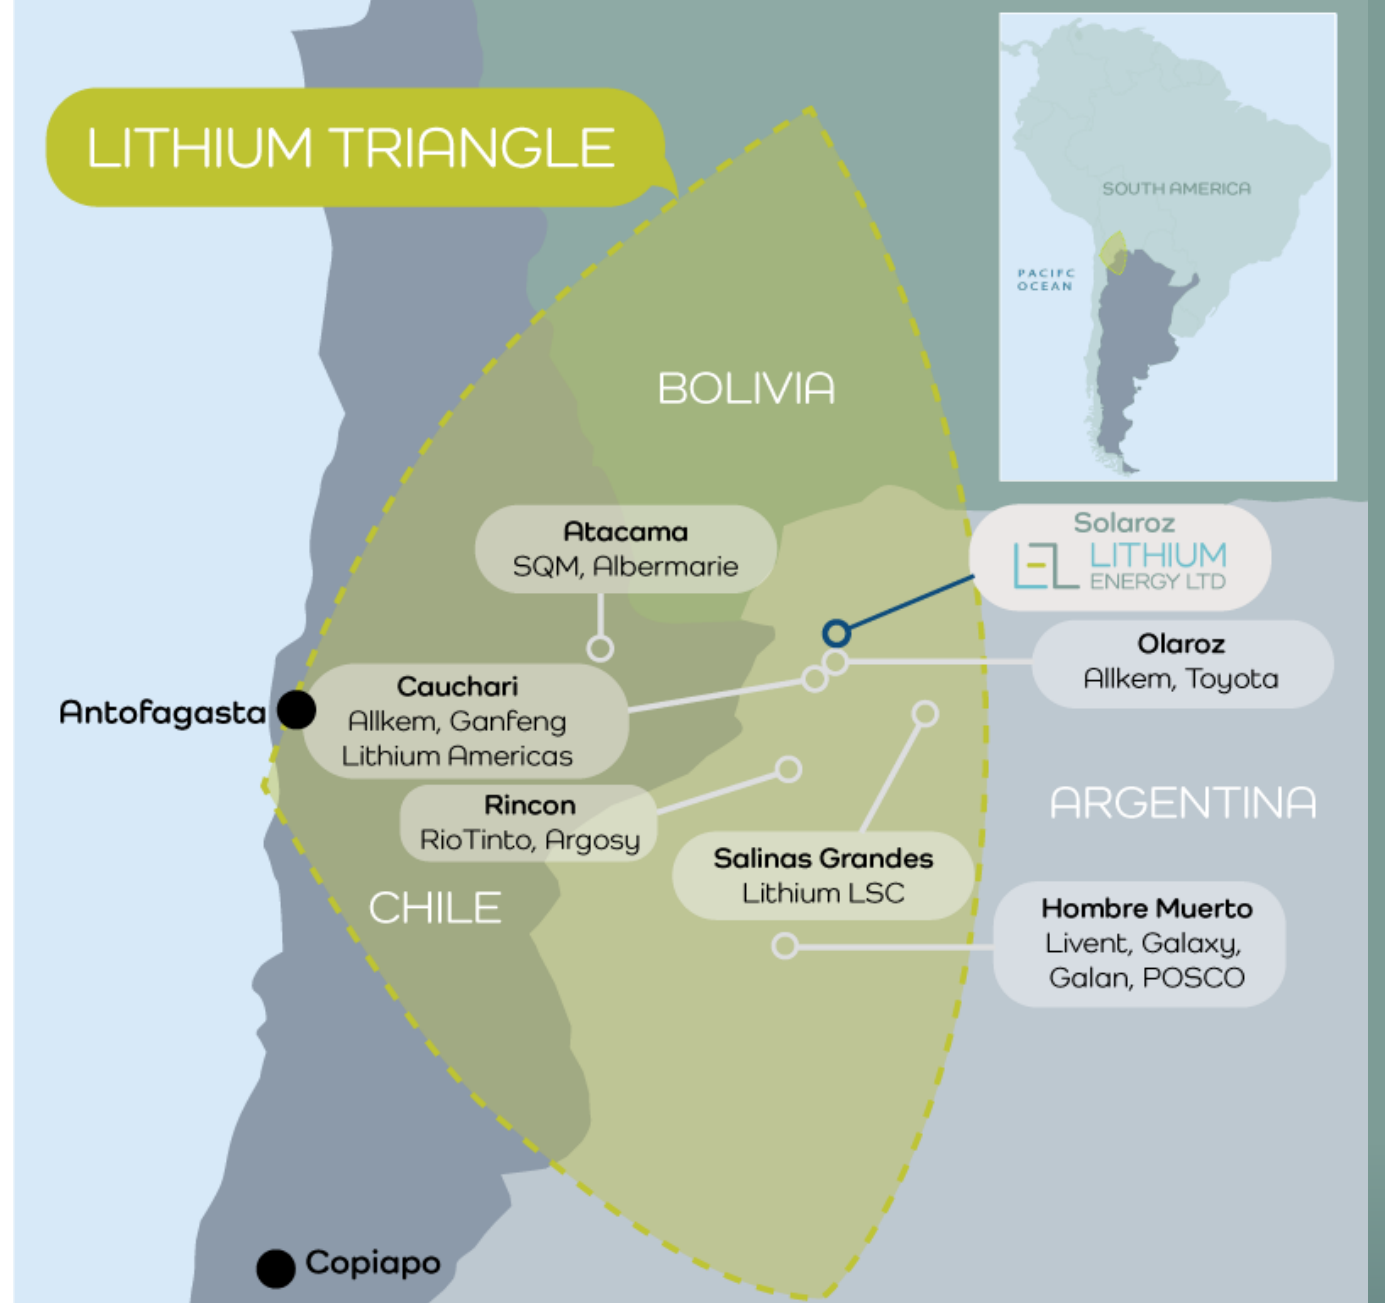 LITHIUM TRIANGLE
SOUTH AMERICA
PACIFC
OCEAN
BOLIVIA
Atacama
SQM, Albermarie
Solaroz
LEL LITHIUM
ENERGY LTD
Olaroz
Allkem, Toyota
Antofagasta
Cauchari
Allkem, Ganfeng
Lithium Americas
Rincon
RioTinto, Argosy
ARGENTINA
Salinas Grandes
Lithium LSC
CHILE
Hombre Muerto
Livent, Galaxy,
Galan, POSCO
Copiapo